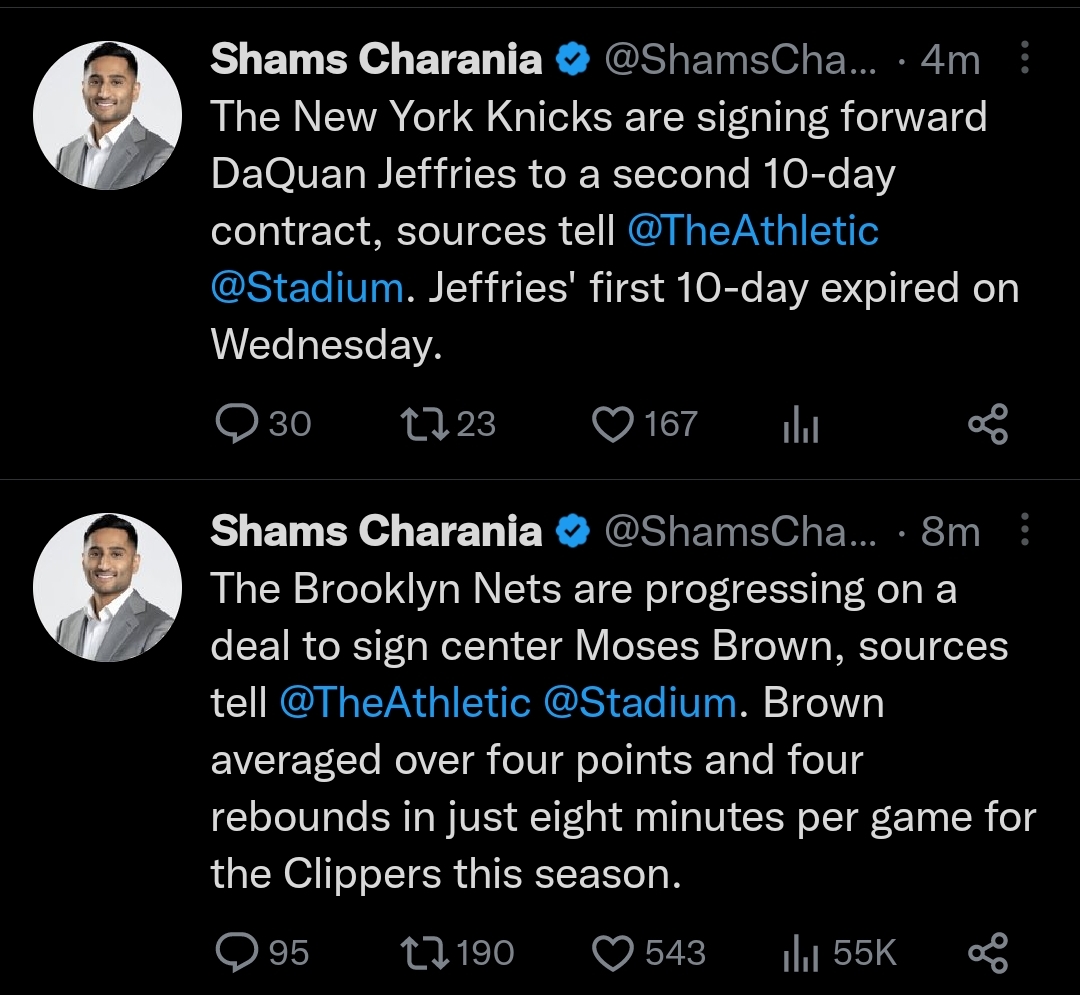 Shams Charania @ShamsCha... · 4m
The New York Knicks are signing forward
DaQuan Jeffries to a second 10-day
contract, sources tell @TheAthletic
@Stadium. Jeffries' first 10-day expired on
Wednesday.
30 23 167
Shams Charania @ShamsCha... · 8m
The Brooklyn Nets are progressing on a
deal to sign center Moses Brown, sources
tell @TheAthletic @Stadium. Brown
averaged over four points and four
rebounds in just eight minutes per game for
the Clippers this season.
95 190 543 55K